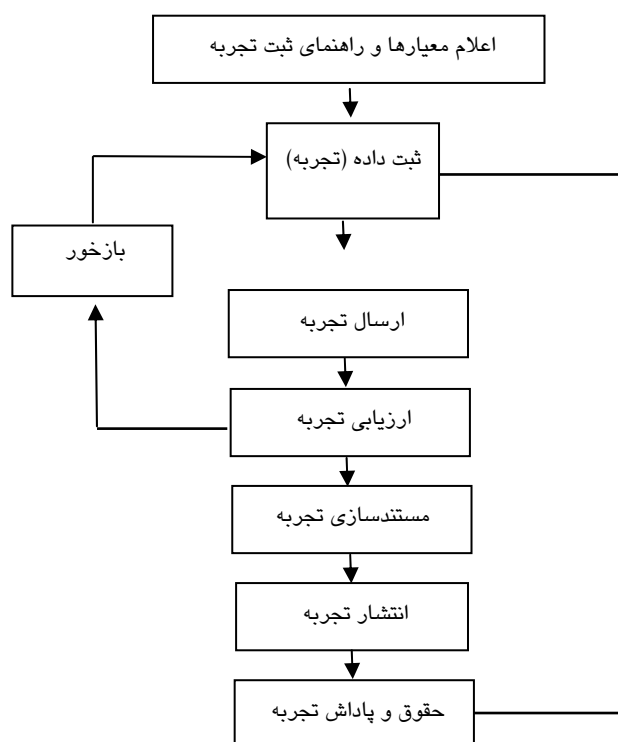 اعلام معیارها و راهنمای ثبت تجربه
ثبت داده (تجربه)
بازخور
ارسال تجربه
ارزیابی تجربه
مستندسازی تجربه
انتشار تجربه
حقوق و پاداش تجربه